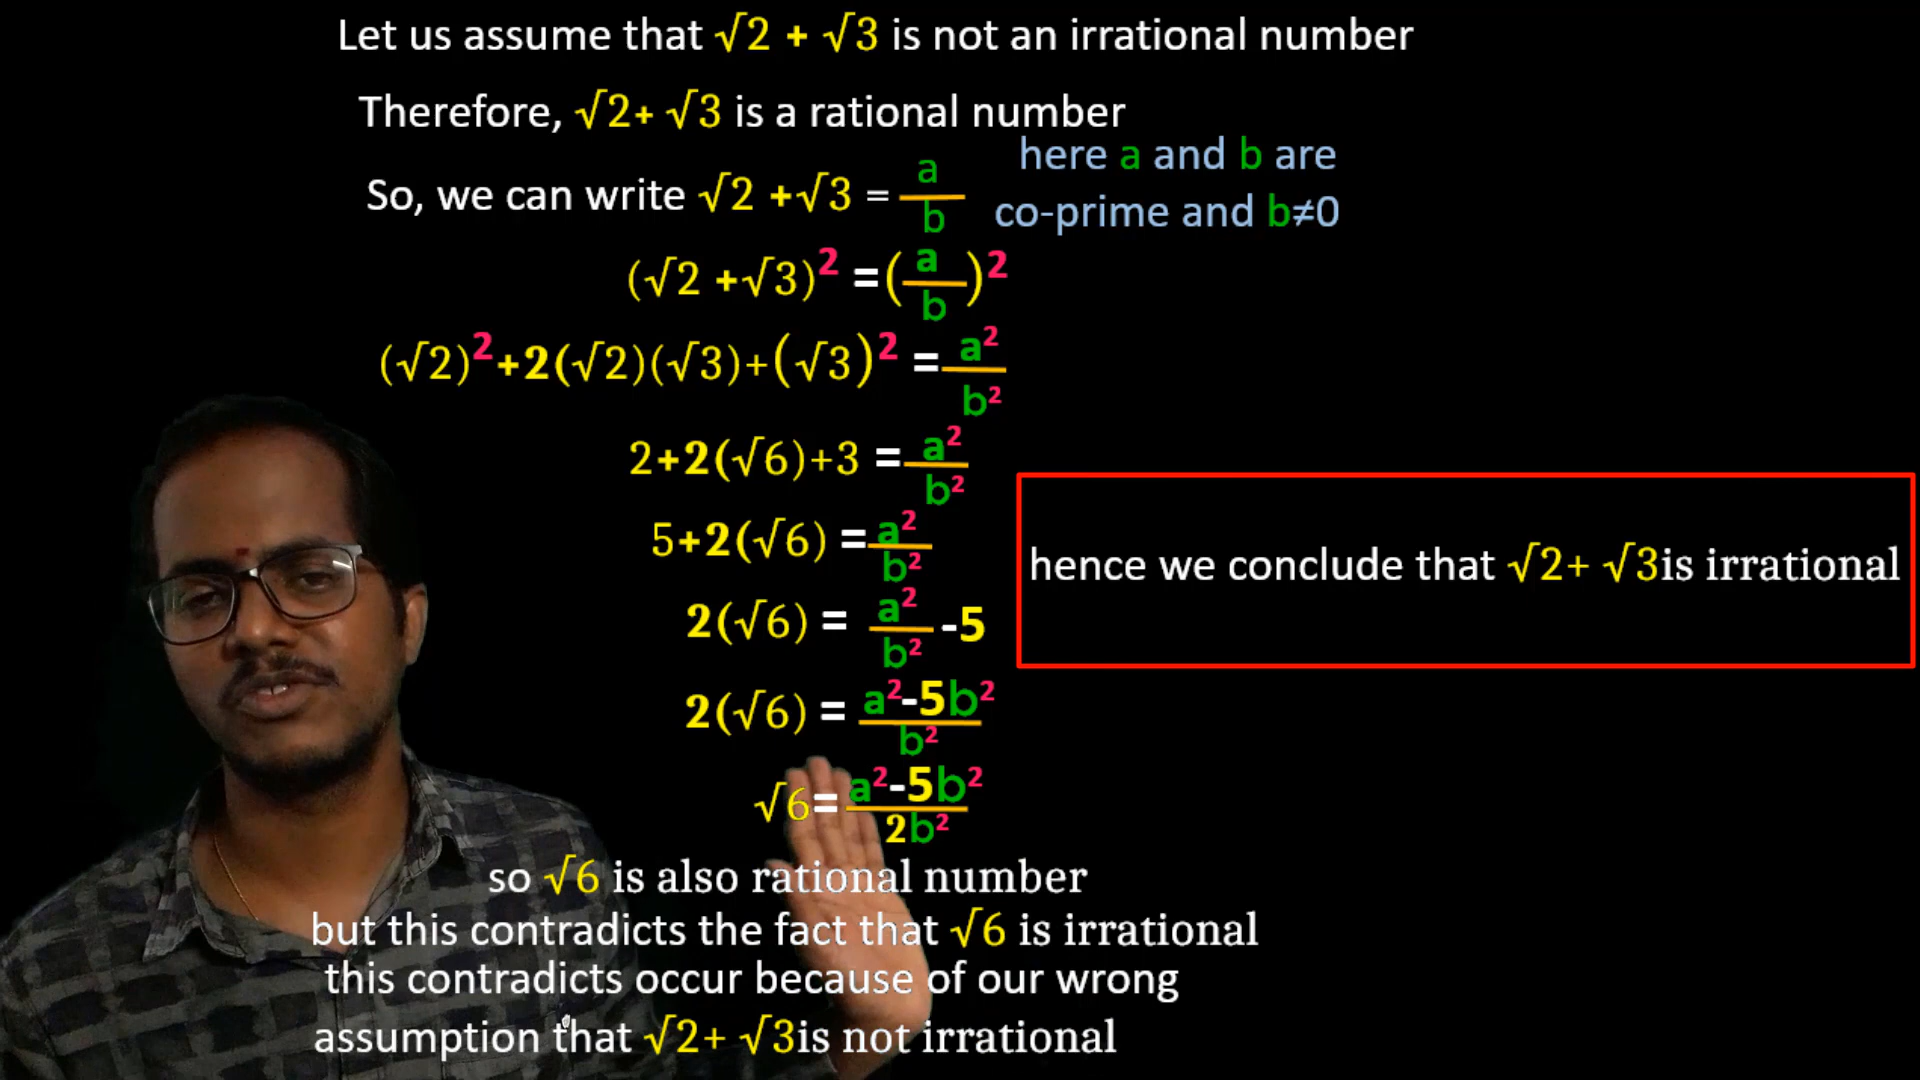 Let us assume that √2 + √3 is not an irrational number
Therefore, √2+ √3 is a rational number
So, we can write √2 +√3 = a/b
here a and b are
co-prime and b≠0
(√2 +√3)² =(a/b)²
(√2)²+2(√2)(√3)+(√3)² = a²/b²
2+2(√6)+3 = a²/b²
5+2(√6) = a²/b²
2(√6) = a²/b² -5
2(√6) = a²-5b²/b²
√6= a²-5b²/2b²
so √6 is also rational number
but this contradicts the fact that √6 is irrational
this contradicts occur because of our wrong
assumption that √2+ √3is not irrational
hence we conclude that √2+ √3is irrational